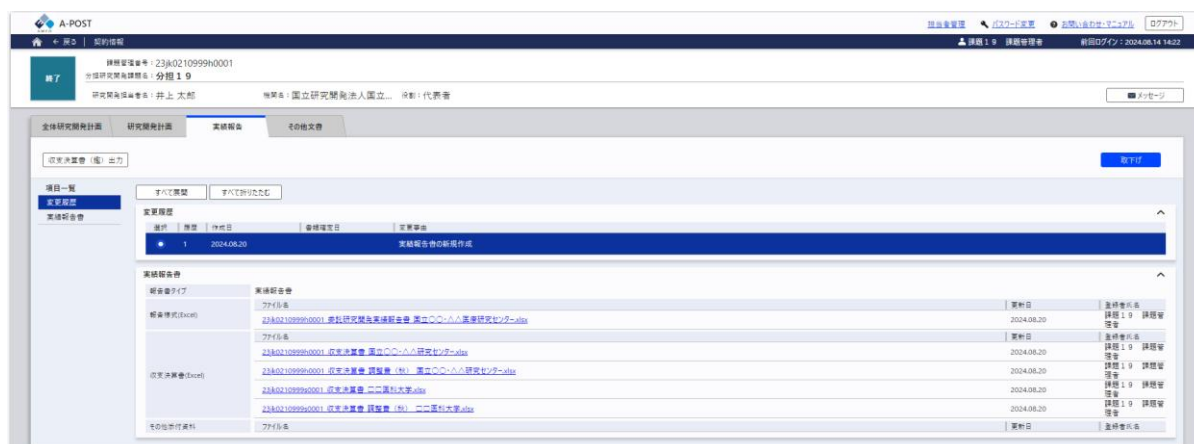 A-POST
担当者管理 パスワード変更 お問い合わせ・マニュアル ログアウト
← 戻る | 契約情報
課題19 課題管理者 前回ログイン:2024.08.14 14:22
終了
課題管理番号:23jk0210999h0001
分担研究開発課題名:分担19
研究開発担当者名:井上 太郎 機関名:国立研究開発法人国立... 役割:代表者
メッセージ
全体研究開発計画 研究開発計画 実績報告 その他文書
収支決算書(鑑)出力
取下げ
項目一覧
変更履歴
実績報告書
すべて展開 すべて折りたたむ
変更履歴
選択 履歴 作成日 書類確定日 変更事由
1 2024.08.20 実績報告書の新規作成
実績報告書
報告書タイプ 実績報告書
報告様式(Excel)
ファイル名 更新日 登録者氏名
23jk0210999h0001_委託研究開発実績報告書_国立〇〇・△△医療研究センター.xlsx 2024.08.20 課題19 課題管理者
収支決算書(Excel)
ファイル名 更新日 登録者氏名
23jk0210999h0001_収支決算書_国立〇〇・△△研究センター.xlsx 2024.08.20 課題19 課題管理者
23jk0210999h0001_収支決算書_調整費(秋)_国立〇〇・△△研究センター.xlsx 2024.08.20 課題19 課題管理者
23jk0210999s0001_収支決算書_□□医科大学.xlsx 2024.08.20 課題19 課題管理者
23jk0210999s0001_収支決算書_調整費(秋)_□□医科大学.xlsx 2024.08.20 課題19 課題管理者
その他添付資料 ファイル名 更新日 登録者氏名